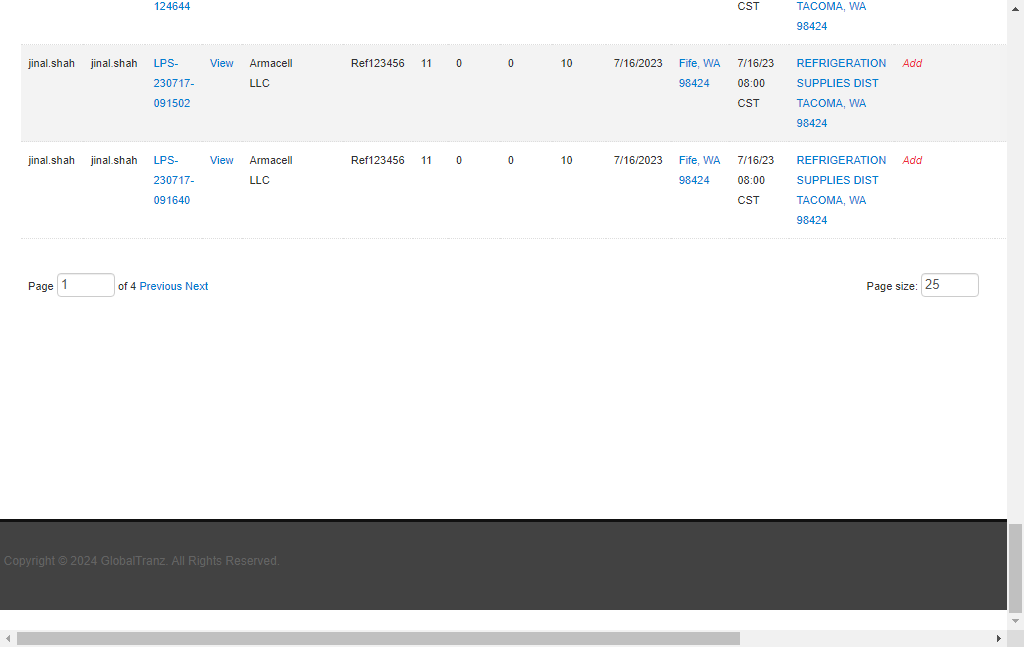 124644 CST TACOMA, WA
98424
jinal.shah jinal.shah LPS- View Armacell Ref123456 11 0 0 10 7/16/2023 Fife, WA 7/16/23 REFRIGERATION Add
230717- LLC 98424 08:00 SUPPLIES DIST
091502 CST TACOMA, WA
98424
jinal.shah jinal.shah LPS- View Armacell Ref123456 11 0 0 10 7/16/2023 Fife, WA 7/16/23 REFRIGERATION Add
230717- LLC 98424 08:00 SUPPLIES DIST
091640 CST TACOMA, WA
98424
Page 1 of 4 Previous Next Page size: 25
Copyright © 2024 GlobalTranz. All Rights Reserved.